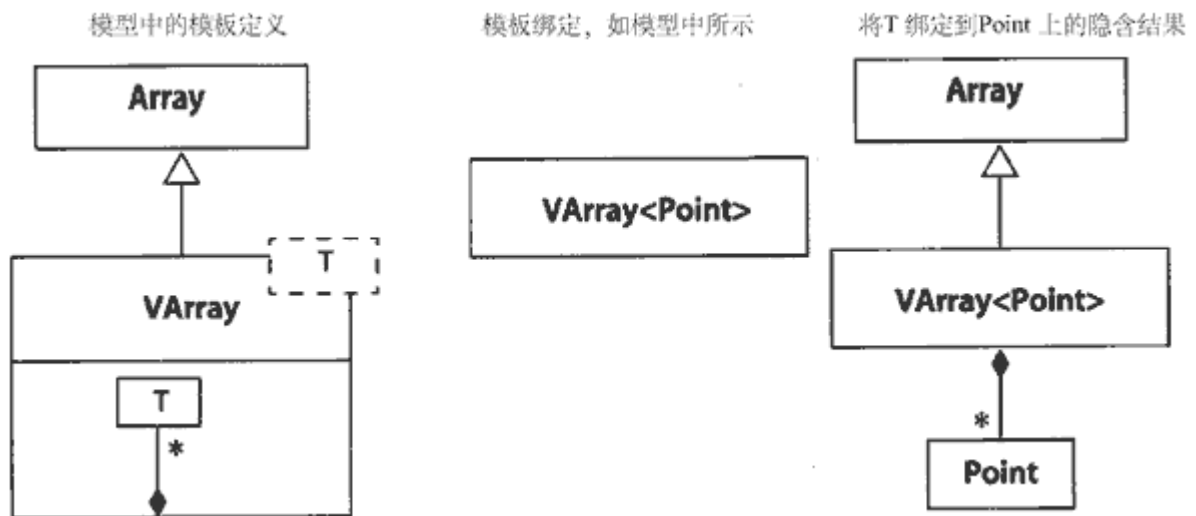 模型中的模板定义
模板绑定，如模型中所示
将T 绑定到Point 上的隐含结果
Array
T
VArray
T
*
VArray<Point>
Array
VArray<Point>
*
Point